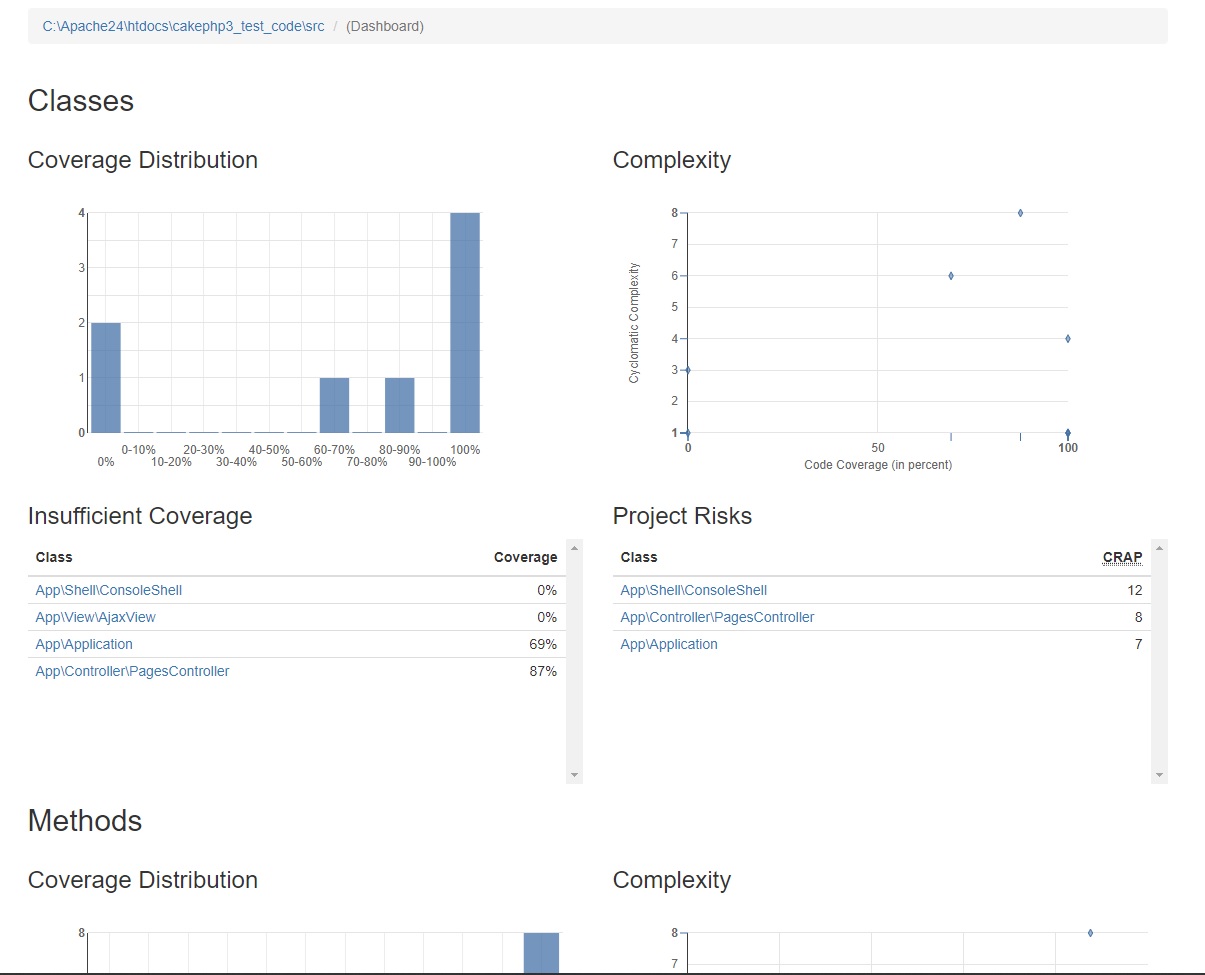 C:\Apache24\htdocs\cakephp3_test_code\src / (Dashboard)
Classes
Coverage Distribution
4
3
2
1
0
0-10% 20-30% 40-50% 60-70% 80-90% 100%
0% 10-20% 30-40% 50-60% 70-80% 90-100%
Complexity
Cyclomatic Complexity
8
7
6
5
4
3
2
1
0 50 100
Code Coverage (in percent)
Insufficient Coverage
Class Coverage
App\Shell\ConsoleShell 0%
App\View\AjaxView 0%
App\Application 69%
App\Controller\PagesController 87%
Project Risks
Class CRAP
App\Shell\ConsoleShell 12
App\Controller\PagesController 8
App\Application 7
Methods
Coverage Distribution
8
Complexity
8
7